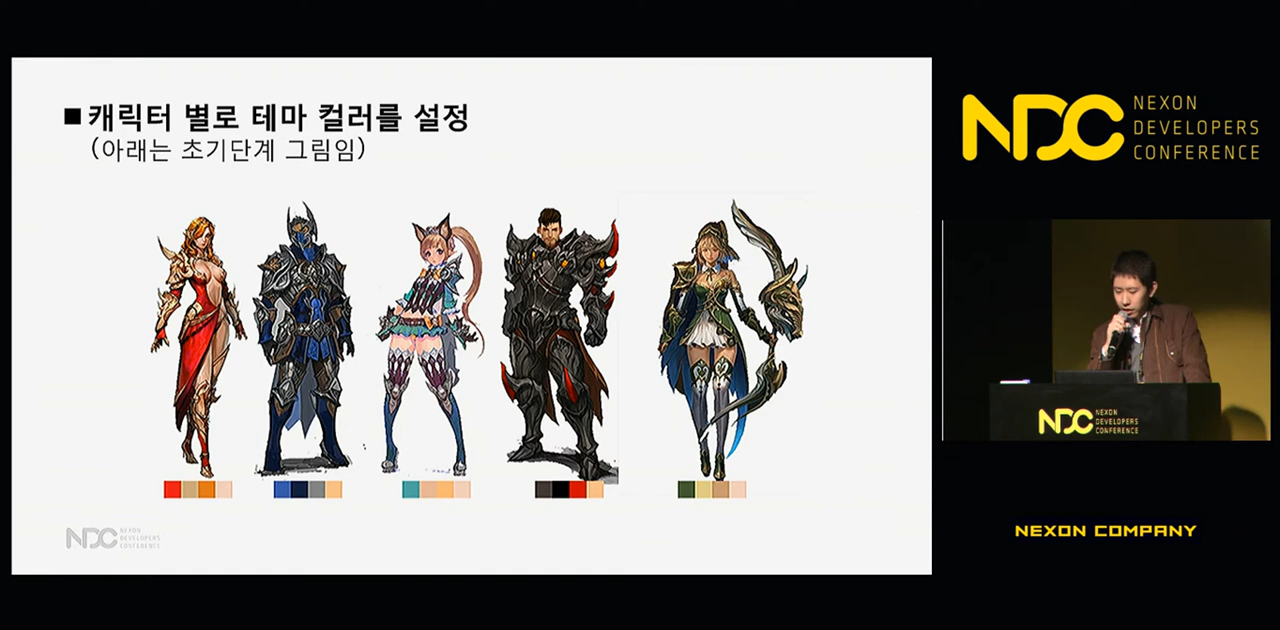 ■ 캐릭터 별로 테마 컬러를 설정
(아래는 초기단계 그림임)
NDC NEXON
DEVELOPERS
CONFERENCE
NDC NEXON
DEVELOPERS
CONFERENCE
NDC NEXON
DEVELOPERS
CONFERENCE
NEXON COMPANY